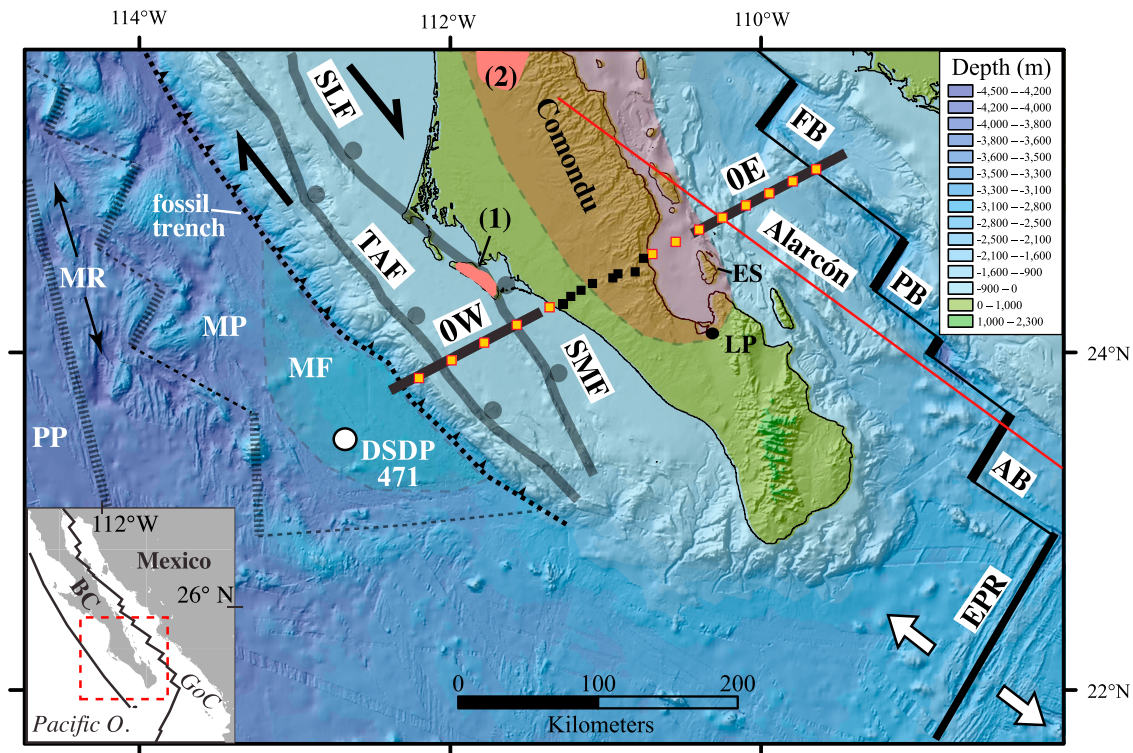 114°W
112°W
110°W
Depth (m)
-4,500 – -4,200
-4,200 – -4,000
-4,000 – -3,800
-3,800 – -3,600
-3,600 – -3,500
-3,500 – -3,300
-3,300 – -3,100
-3,100 – -2,800
-2,800 – -2,500
-2,500 – -2,100
-2,100 – -1,600
-1,600 – -900
-900 – 0
0 – 1,000
1,000 – 2,300
SLF
(2)
FB
Comondu
0E
fossil
trench
(1)
TAF
Alarcón
MR
ES
PB
MP
0W
LP
24°N
MF
SMF
PP
DSDP
471
AB
112°W
Mexico
26° N
BC
EPR
GoC
Pacific O.
0
100
200
Kilometers
22°N